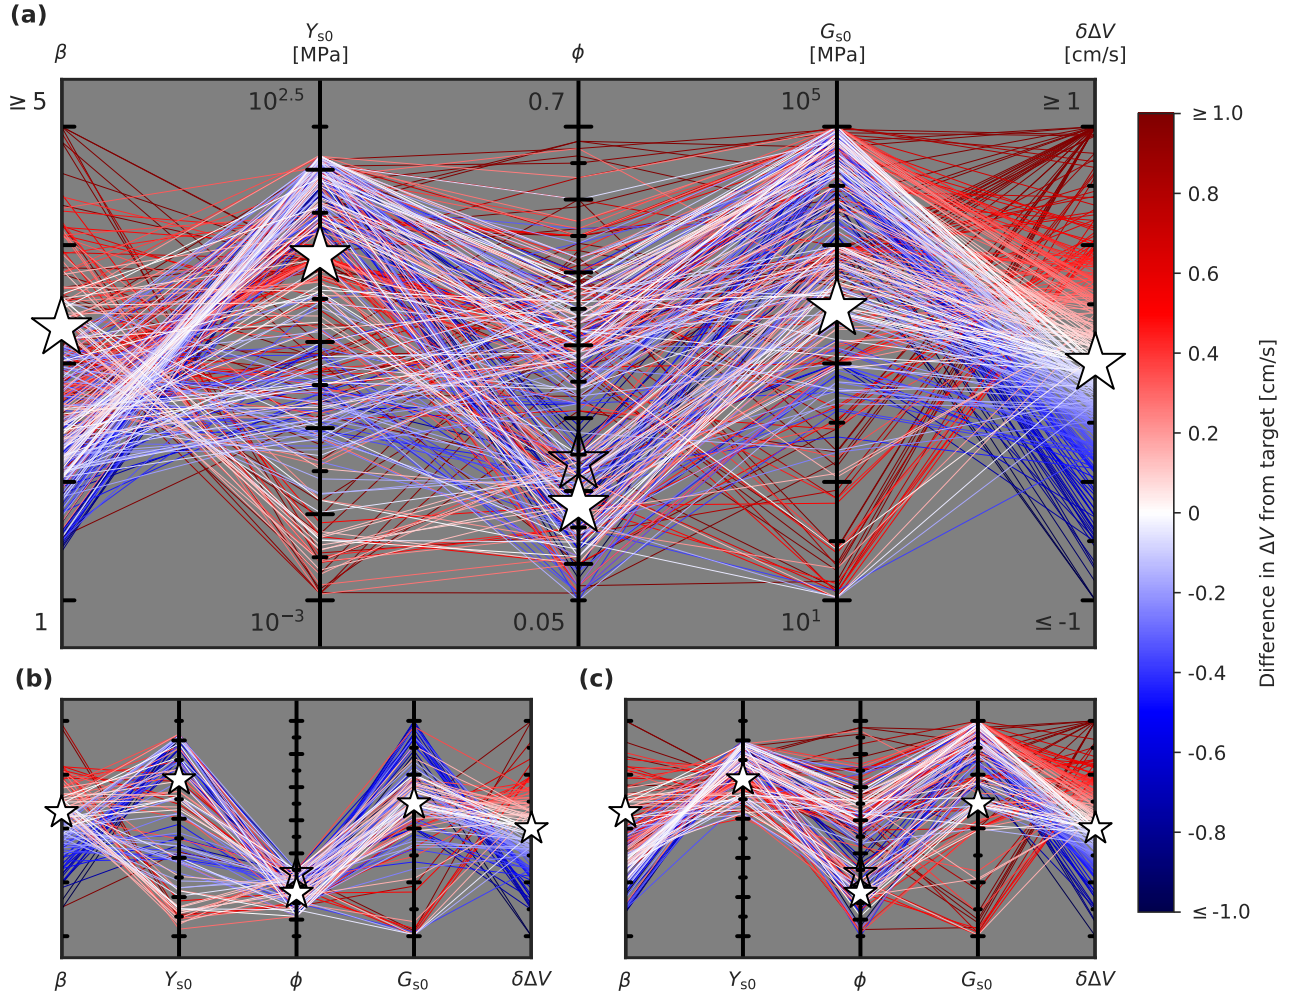 (a)
β
Y_s0
[MPa]
ϕ
G_s0
[MPa]
δΔV
[cm/s]
≥ 5
10^2.5
0.7
10^5
≥ 1
1
10^−3
0.05
10^1
≤ -1
≥ 1.0
0.8
0.6
0.4
0.2
0
-0.2
-0.4
-0.6
-0.8
≤ -1.0
Difference in ΔV from target [cm/s]
(b)
β
Y_s0
ϕ
G_s0
δΔV
(c)
β
Y_s0
ϕ
G_s0
δΔV